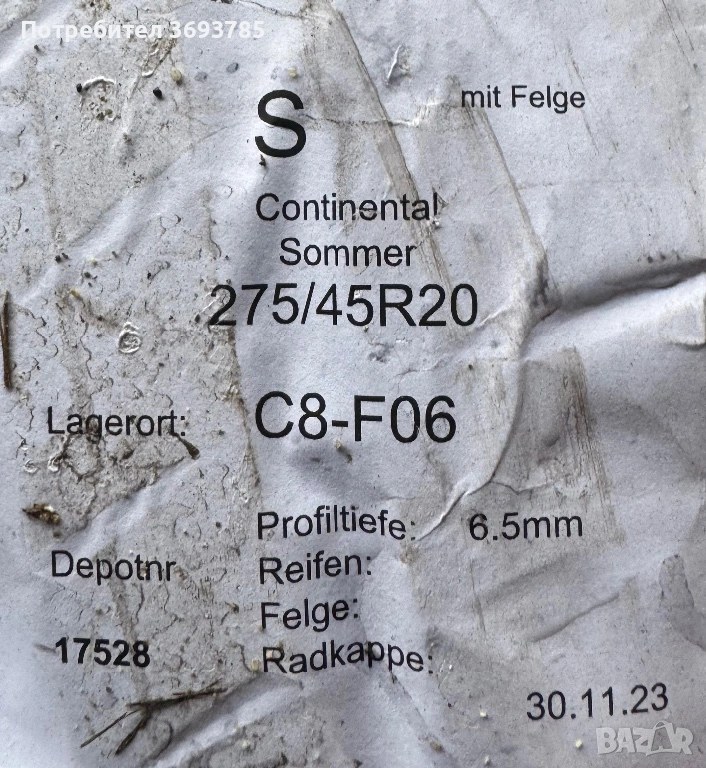 Потребител 3693785
S mit Felge
Continental
Sommer
275/45R20
Lagerort: C8-F06
Profiltiefe: 6.5mm
Depotnr Reifen:
Felge:
17528 Radkappe:
30.11.23
BAZAR